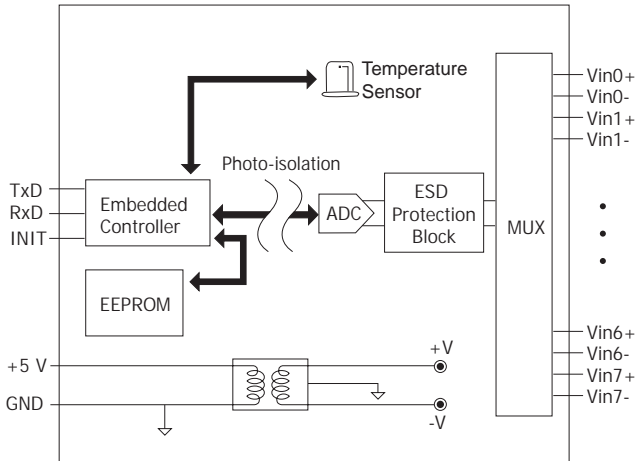 Temperature
Sensor
Vin0+
Vin0-
Vin1+
Vin1-
Photo-isolation
TxD
RxD
INIT
Embedded
Controller
ADC
ESD
Protection
Block
MUX
EEPROM
Vin6+
Vin6-
Vin7+
Vin7-
+5 V
GND
+V
-V